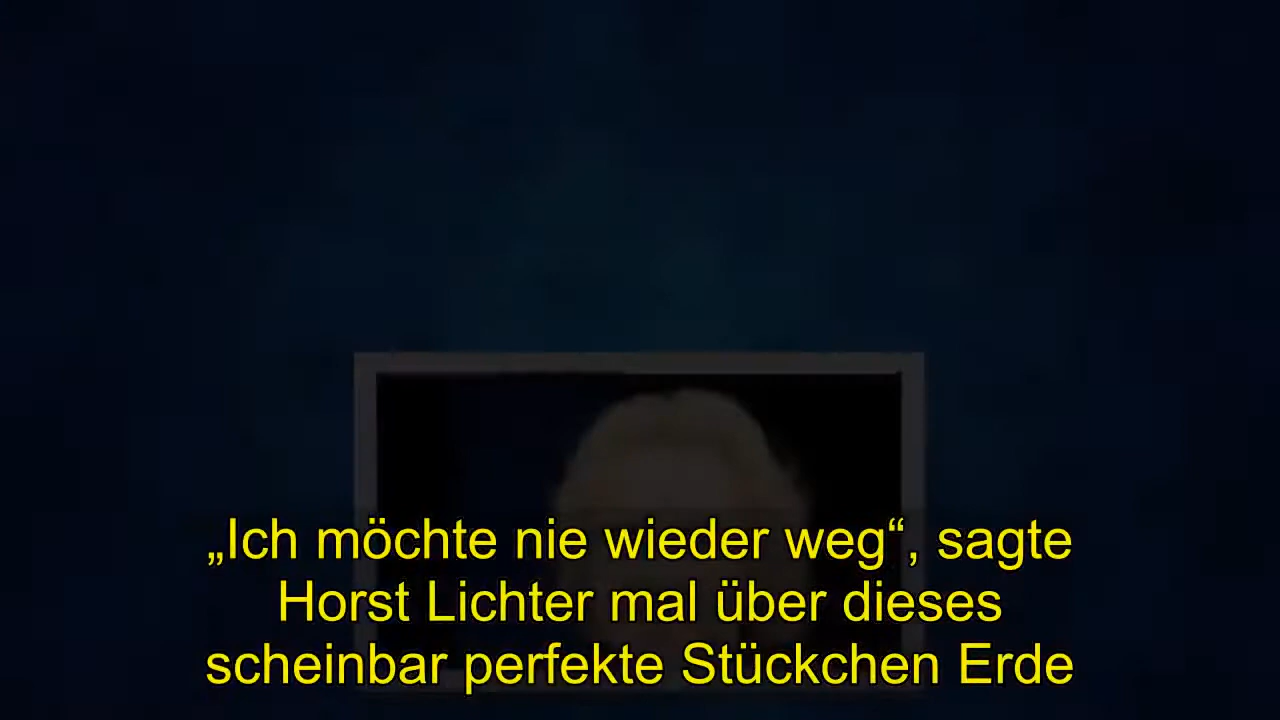 „Ich möchte nie wieder weg“, sagte
Horst Lichter mal über dieses
scheinbar perfekte Stückchen Erde